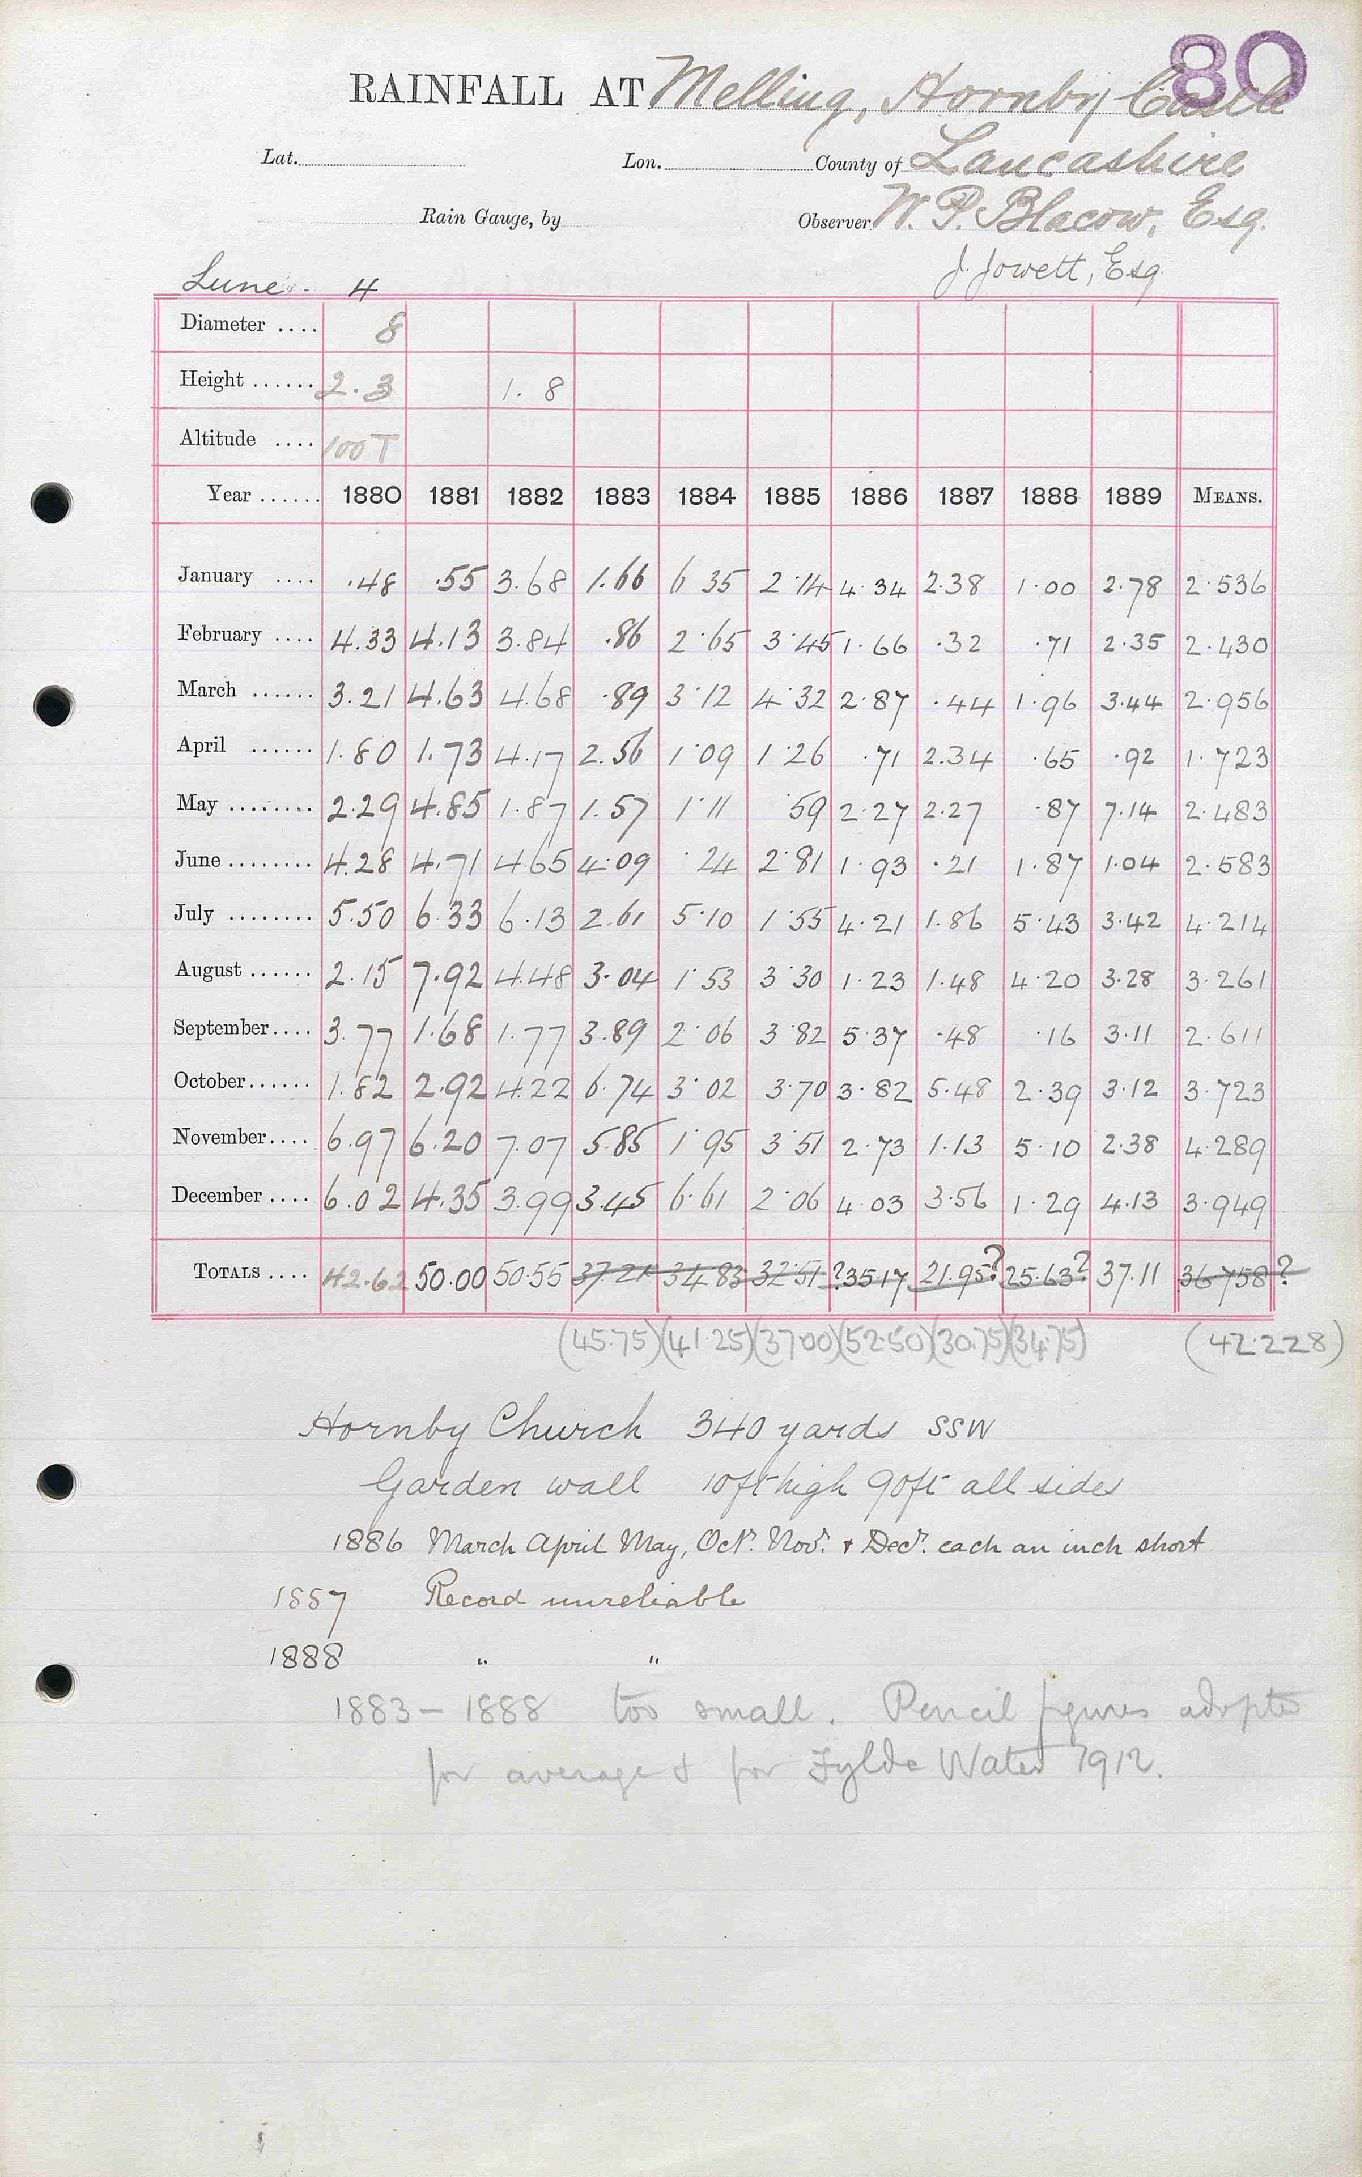 80
RAINFALL AT Melling, Hornby Castle
Lat. Lon. County of Lancashire
Rain Gauge, by Observer W. P. Blacow, Esq.
J. Jowett, Esq
Lune. 4
Diameter .... 8
Height ...... 2.3 1.8
Altitude .... 100 T
Year ...... 1880 1881 1882 1883 1884 1885 1886 1887 1888 1889 MEANS.
January .... .48 .55 3.68 1.66 6.35 2.14 4.34 2.38 1.00 2.78 2.536
February .... 4.33 4.13 3.84 .86 2.65 3.45 1.66 .32 .71 2.35 2.430
March ...... 3.21 4.63 4.68 .89 3.12 4.32 2.87 .44 1.96 3.44 2.956
April ...... 1.80 1.73 4.17 2.56 1.09 1.26 .71 2.34 .65 .92 1.723
May ........ 2.29 4.85 1.87 1.57 1.11 .59 2.27 2.27 .87 7.14 2.483
June ........ 4.28 4.71 4.65 4.09 .24 2.81 1.93 .21 1.87 1.04 2.583
July ........ 5.50 6.33 6.13 2.61 5.10 1.55 4.21 1.86 5.43 3.42 4.214
August ...... 2.15 7.92 4.48 3.04 1.53 3.30 1.23 1.48 4.20 3.28 3.261
September.... 3.77 1.68 1.77 3.89 2.06 3.82 5.37 .48 .16 3.11 2.611
October...... 1.82 2.92 4.22 6.74 3.02 3.70 3.82 5.48 2.39 3.12 3.723
November.... 6.97 6.20 7.07 5.85 1.95 3.51 2.73 1.13 5.10 2.38 4.289
December .... 6.02 4.35 3.99 3.45 6.61 2.06 4.03 3.56 1.29 4.13 3.949
TOTALS .... 42.62 50.00 50.55 37.21 34.83 32.51 ?35.17 21.95? 25.63? 37.11 36.758?
(45.75) (41.25) (37.00) (52.50) (30.75) (34.75) (42.228)
Hornby Church 340 yards SSW
Garden wall 10ft high 90ft all sides
1886 March April May, Octr. Novr. & Decr. each an inch short
1887 Record unreliable
1888 " "
1883 – 1888 too small. Pencil figures adopted
for average & for Fylde Water 1912.